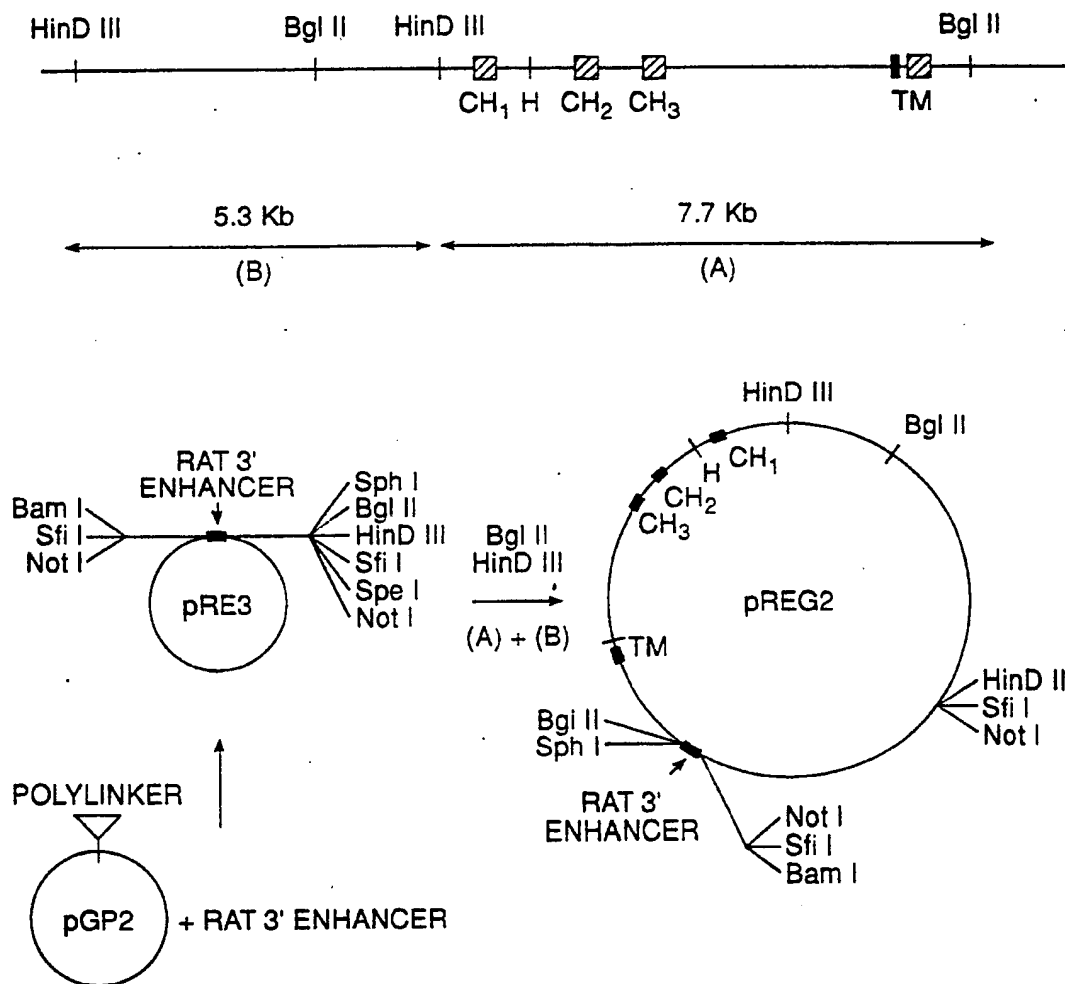 HinD III Bgl II HinD III Bgl II
CH1 H CH2 CH3 TM
5.3 Kb 7.7 Kb
(B) (A)
RAT 3'
ENHANCER
Bam I
Sfi I
Not I
Sph I
Bgl II
HinD III
Sfi I
Spe I
Not I
pRE3
Bgl II
HinD III
(A) + (B)
HinD III
Bgl II
CH1
H
CH2
CH3
pREG2
TM
Bgl II
Sph I
HinD II
Sfi I
Not I
RAT 3'
ENHANCER
Not I
Sfi I
Bam I
POLYLINKER
pGP2 + RAT 3' ENHANCER